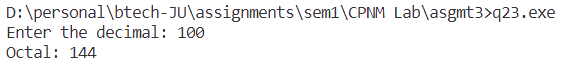 D:\personal\btech-JU\assignments\sem1\CPNM Lab\asgmt3>q23.exe
Enter the decimal: 100
Octal: 144